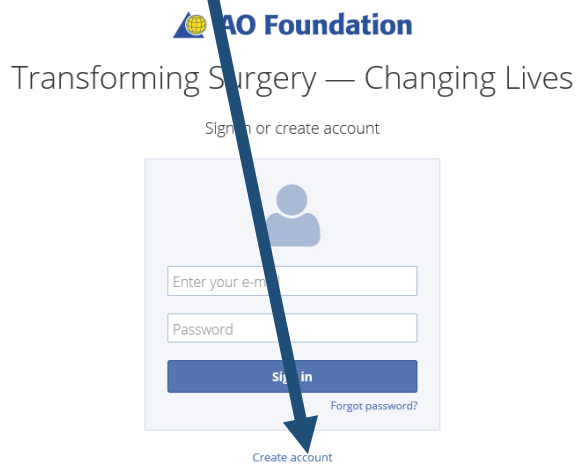 AO Foundation
Transforming Surgery — Changing Lives
Sign in or create account
Enter your e-mail
Password
Sign in
Forgot password?
Create account